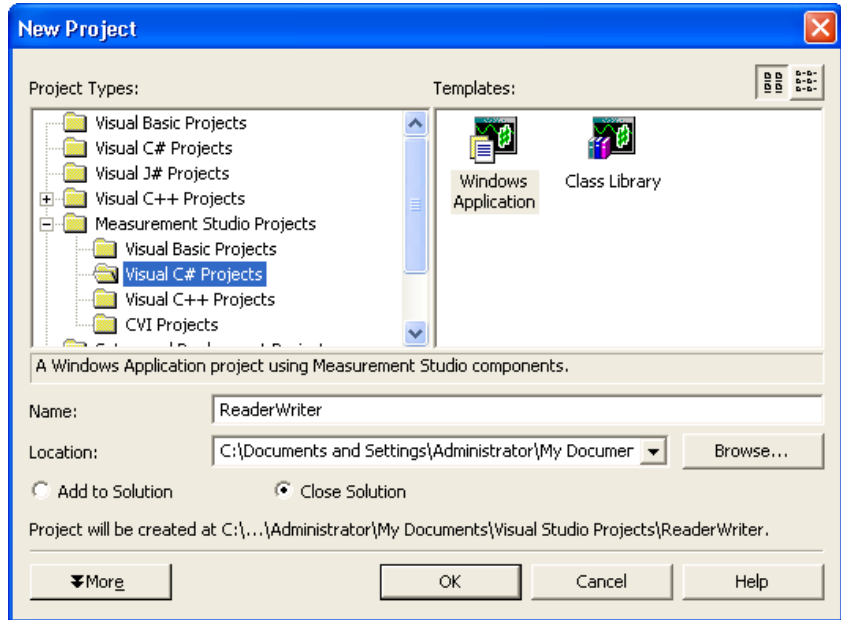 New Project
Project Types:
Templates:
Visual Basic Projects
Visual C# Projects
Visual J# Projects
Visual C++ Projects
Measurement Studio Projects
Visual Basic Projects
Visual C# Projects
Visual C++ Projects
CVI Projects
Windows
Application
Class Library
A Windows Application project using Measurement Studio components.
Name:
ReaderWriter
Location:
C:\Documents and Settings\Administrator\My Documer
Browse...
Add to Solution
Close Solution
Project will be created at C:\...\Administrator\My Documents\Visual Studio Projects\ReaderWriter.
More
OK
Cancel
Help